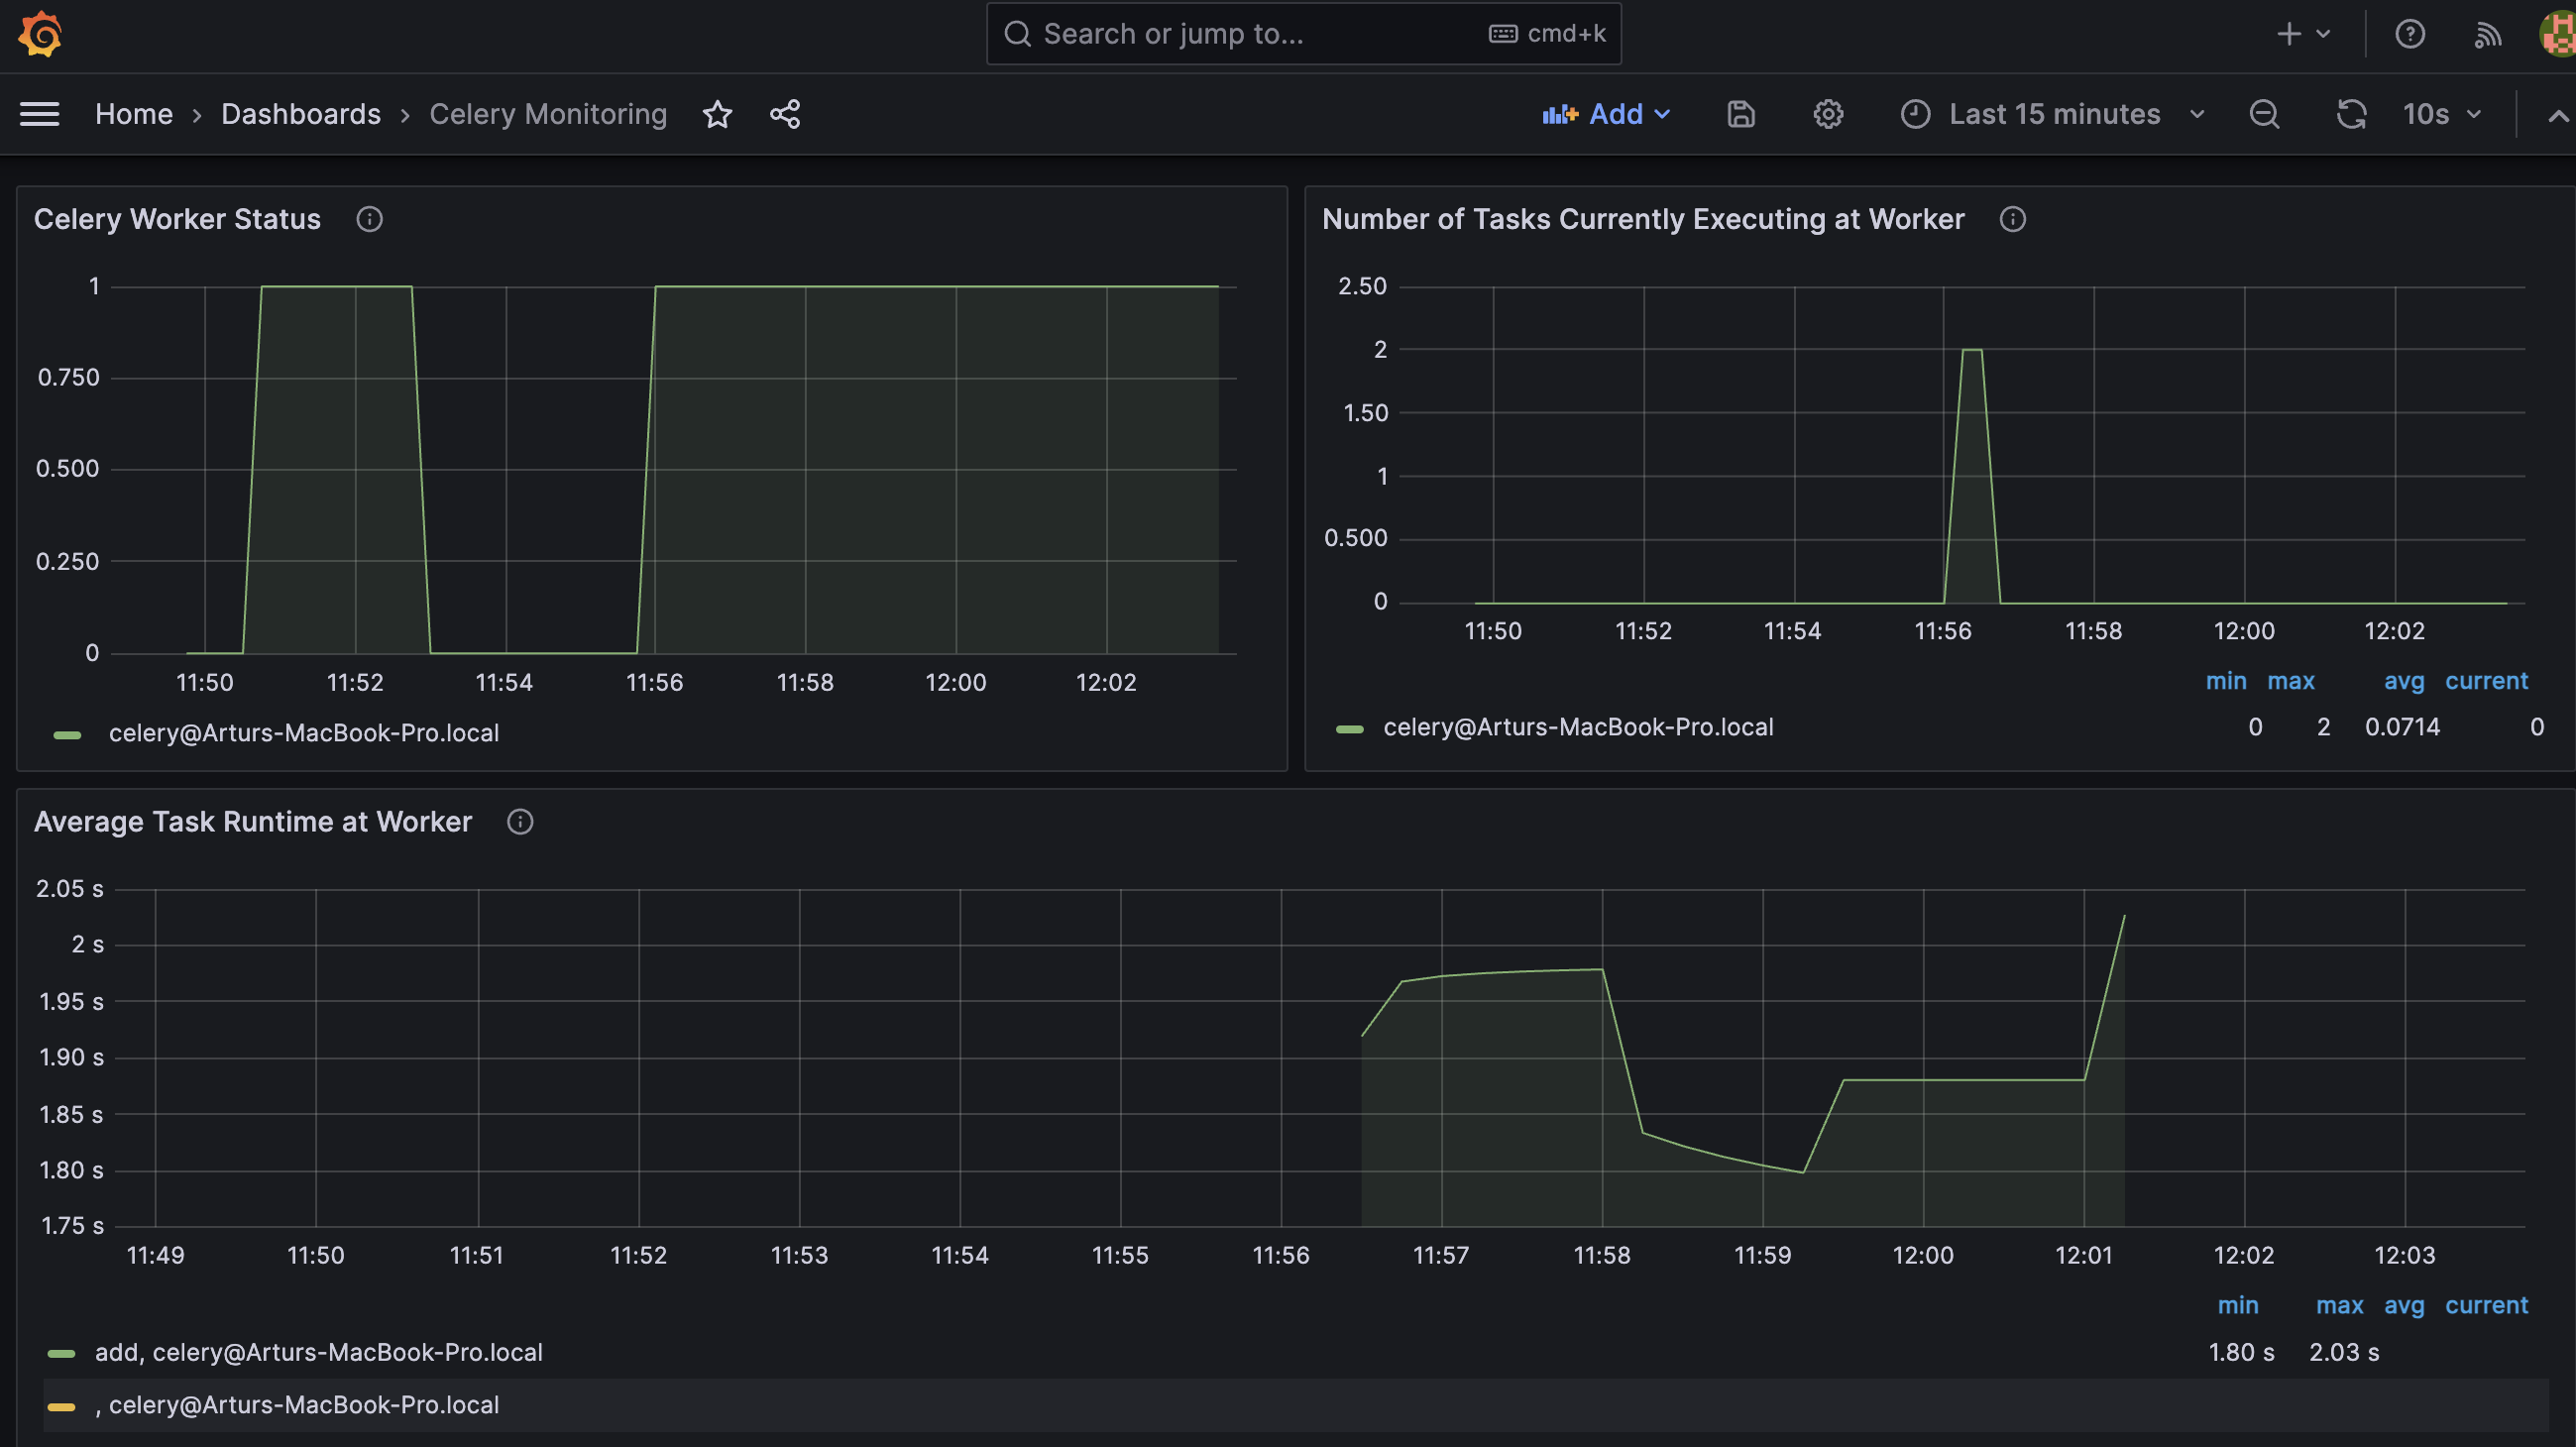 Search or jump to... cmd+k
Home › Dashboards › Celery Monitoring Add Last 15 minutes 10s
Celery Worker Status
1
0.750
0.500
0.250
0
11:50 11:52 11:54 11:56 11:58 12:00 12:02
celery@Arturs-MacBook-Pro.local
Number of Tasks Currently Executing at Worker
2.50
2
1.50
1
0.500
0
11:50 11:52 11:54 11:56 11:58 12:00 12:02
min max avg current
celery@Arturs-MacBook-Pro.local 0 2 0.0714 0
Average Task Runtime at Worker
2.05 s
2 s
1.95 s
1.90 s
1.85 s
1.80 s
1.75 s
11:49 11:50 11:51 11:52 11:53 11:54 11:55 11:56 11:57 11:58 11:59 12:00 12:01 12:02 12:03
min max avg current
add, celery@Arturs-MacBook-Pro.local 1.80 s 2.03 s
, celery@Arturs-MacBook-Pro.local